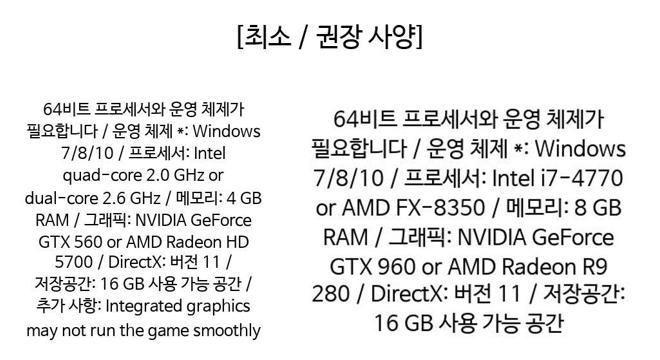 [최소 / 권장 사양]
64비트 프로세서와 운영 체제가
필요합니다 / 운영 체제 *: Windows
7/8/10 / 프로세서: Intel
quad-core 2.0 GHz or
dual-core 2.6 GHz / 메모리: 4 GB
RAM / 그래픽: NVIDIA GeForce
GTX 560 or AMD Radeon HD
5700 / DirectX: 버전 11 /
저장공간: 16 GB 사용 가능 공간 /
추가 사항: Integrated graphics
may not run the game smoothly
64비트 프로세서와 운영 체제가
필요합니다 / 운영 체제 *: Windows
7/8/10 / 프로세서: Intel i7-4770
or AMD FX-8350 / 메모리: 8 GB
RAM / 그래픽: NVIDIA GeForce
GTX 960 or AMD Radeon R9
280 / DirectX: 버전 11 / 저장공간:
16 GB 사용 가능 공간